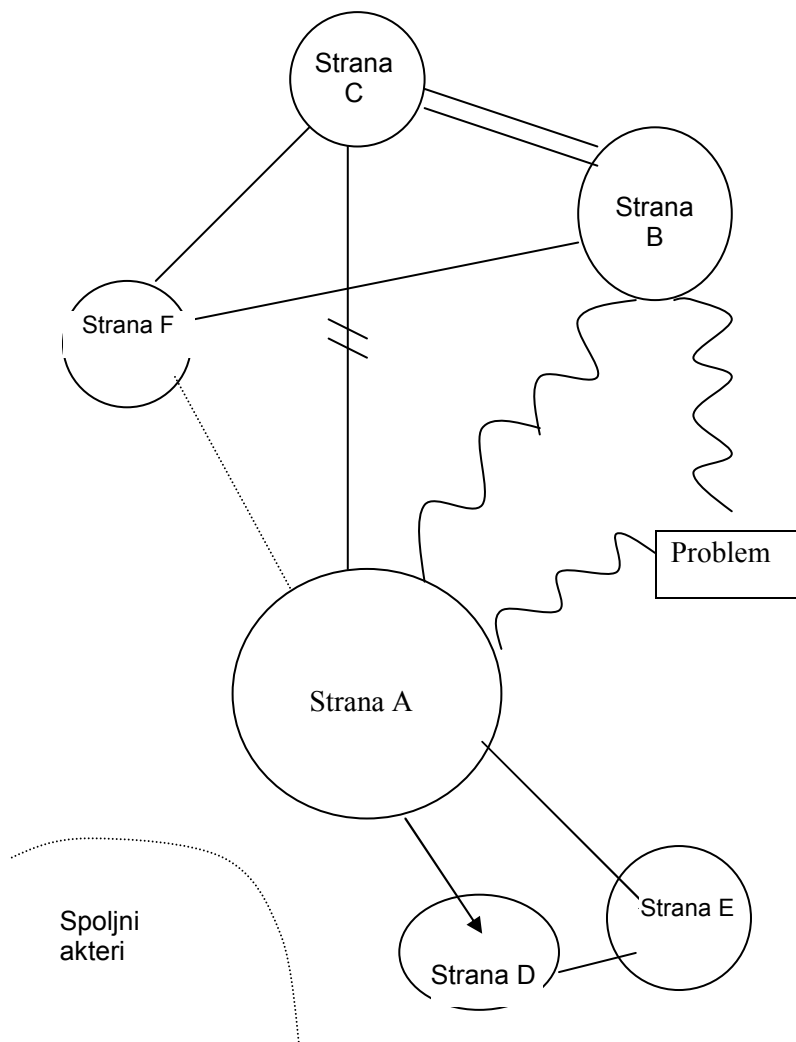 Strana
C
Strana
B
Strana F
Problem
Strana A
Strana E
Spoljni
akteri
Strana D